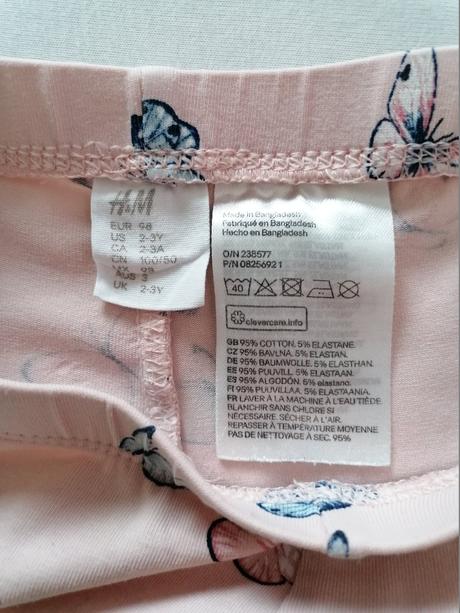 H&M
EUR 98
US 2-3Y
CA 2-3A
CN 100/50
MX 98
AUS 3
UK 2-3Y
Made in Bangladesh
Fabriqué en Bangladesh
Hecho en Bangladesh
O/N 238577
P/N 08256921
40
clevercare.info
GB 95% COTTON. 5% ELASTANE.
CZ 95% BAVLNA. 5% ELASTAN.
DE 95% BAUMWOLLE. 5% ELASTHAN.
EE 95% PUUVILL. 5% ELASTAAN.
ES 95% ALGODÓN. 5% elastano.
FI 95% PUUVILLAA. 5% ELASTAANIA.
FR LAVER À LA MACHINE À L'EAU TIÈDE.
BLANCHIR SANS CHLORE SI
NÉCESSAIRE. SÉCHER À L'AIR.
REPASSER À TEMPÉRATURE MOYENNE
PAS DE NETTOYAGE À SEC. 95%